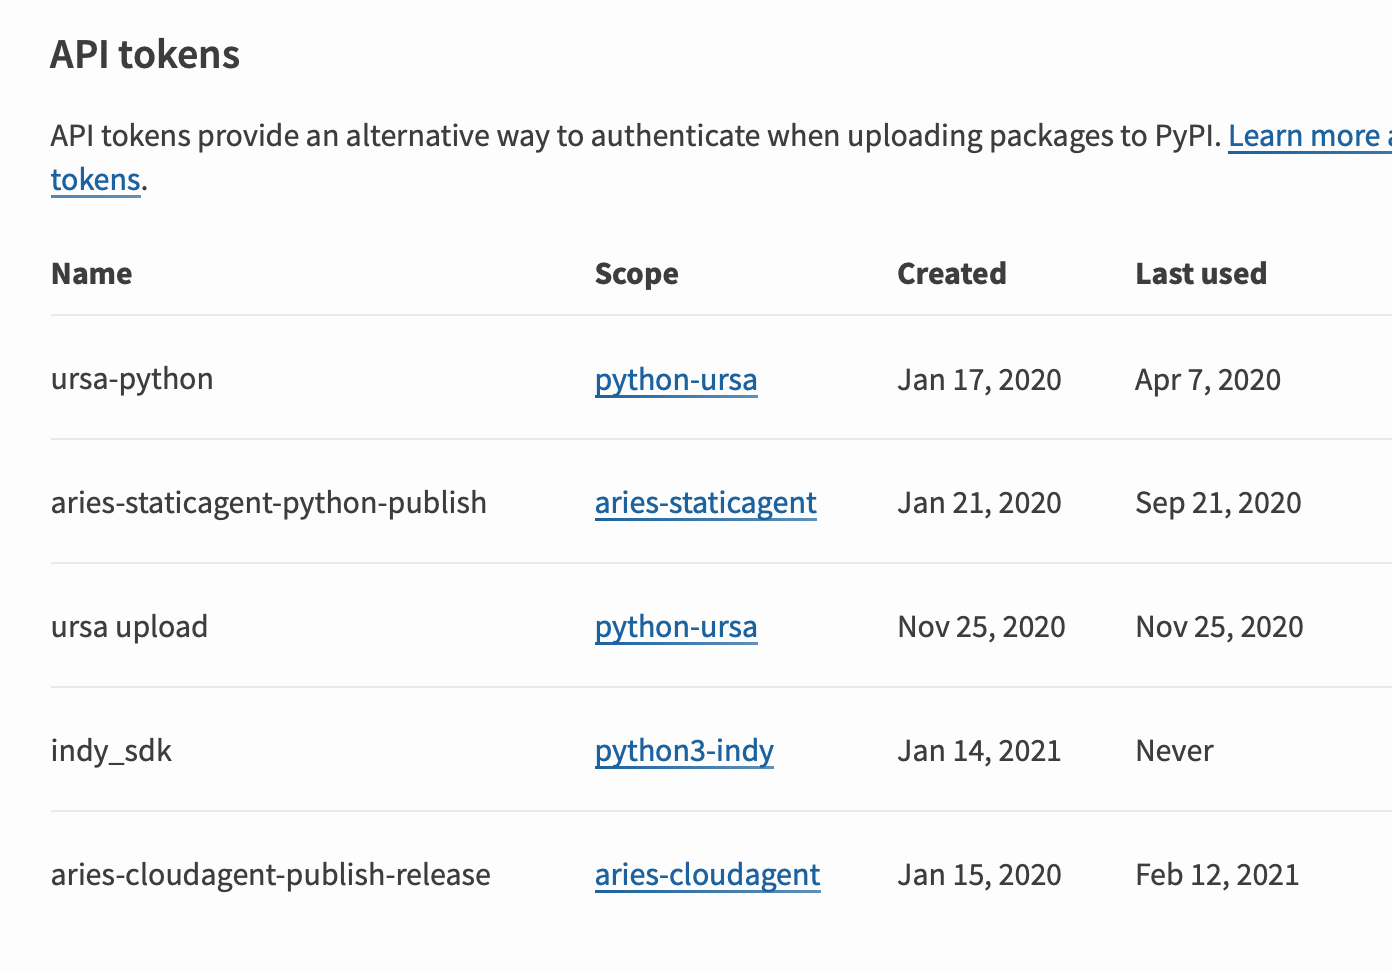 API tokens
API tokens provide an alternative way to authenticate when uploading packages to PyPI. Learn more a
tokens.
Name Scope Created Last used
ursa-python python-ursa Jan 17, 2020 Apr 7, 2020
aries-staticagent-python-publish aries-staticagent Jan 21, 2020 Sep 21, 2020
ursa upload python-ursa Nov 25, 2020 Nov 25, 2020
indy_sdk python3-indy Jan 14, 2021 Never
aries-cloudagent-publish-release aries-cloudagent Jan 15, 2020 Feb 12, 2021